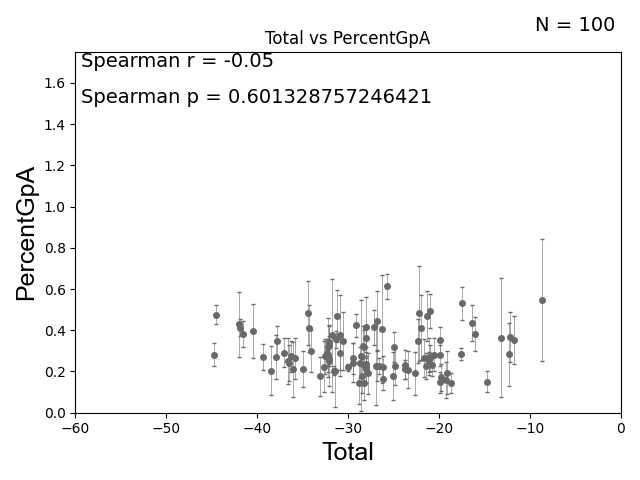 N = 100
Total vs PercentGpA
Spearman r = -0.05
Spearman p = 0.601328757246421
1.6
1.4
1.2
1.0
0.8
0.6
0.4
0.2
0.0
PercentGpA
−60
−50
−40
−30
−20
−10
0
Total